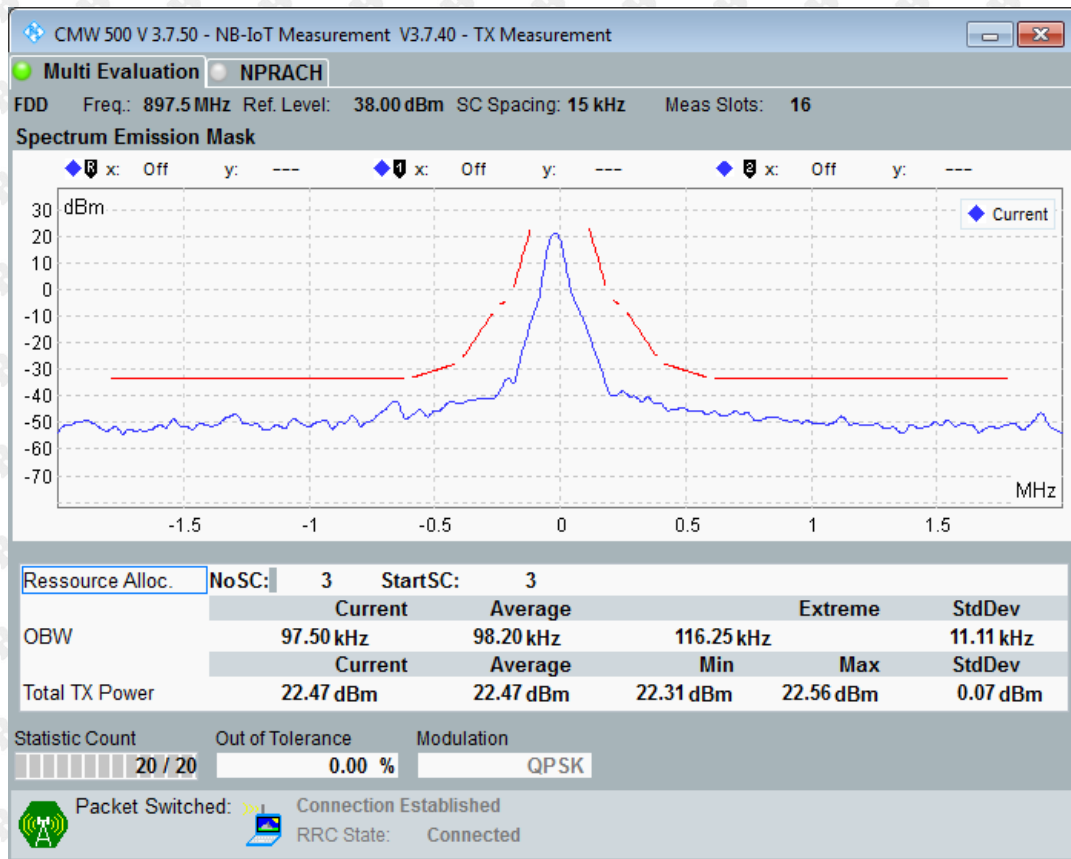 CMW 500 V 3.7.50 - NB-IoT Measurement V3.7.40 - TX Measurement
Multi Evaluation NPRACH
FDD Freq.: 897.5 MHz Ref. Level: 38.00 dBm SC Spacing: 15 kHz Meas Slots: 16
Spectrum Emission Mask
R x: Off y: --- 1 x: Off y: --- 2 x: Off y: ---
dBm
Current
30
20
10
0
-10
-20
-30
-40
-50
-60
-70
MHz
-1.5 -1 -0.5 0 0.5 1 1.5
Ressource Alloc. NoSC: 3 StartSC: 3
Current Average Extreme StdDev
OBW 97.50 kHz 98.20 kHz 116.25 kHz 11.11 kHz
Current Average Min Max StdDev
Total TX Power 22.47 dBm 22.47 dBm 22.31 dBm 22.56 dBm 0.07 dBm
Statistic Count Out of Tolerance Modulation
20 / 20 0.00 % QPSK
Packet Switched: Connection Established
RRC State: Connected